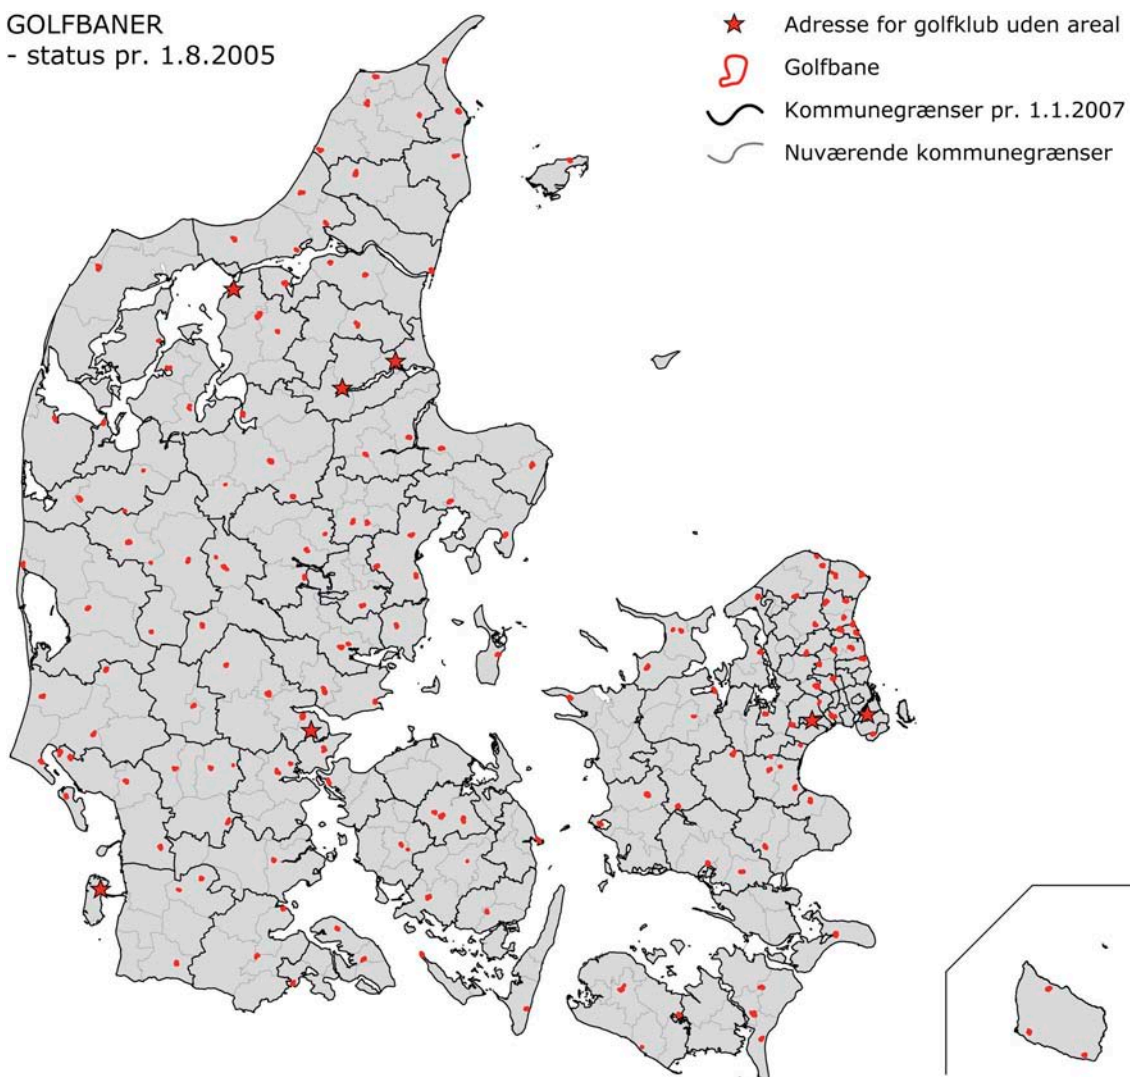 GOLFBANER
- status pr. 1.8.2005
Adresse for golfklub uden areal
Golfbane
Kommunegrænser pr. 1.1.2007
Nuværende kommunegrænser